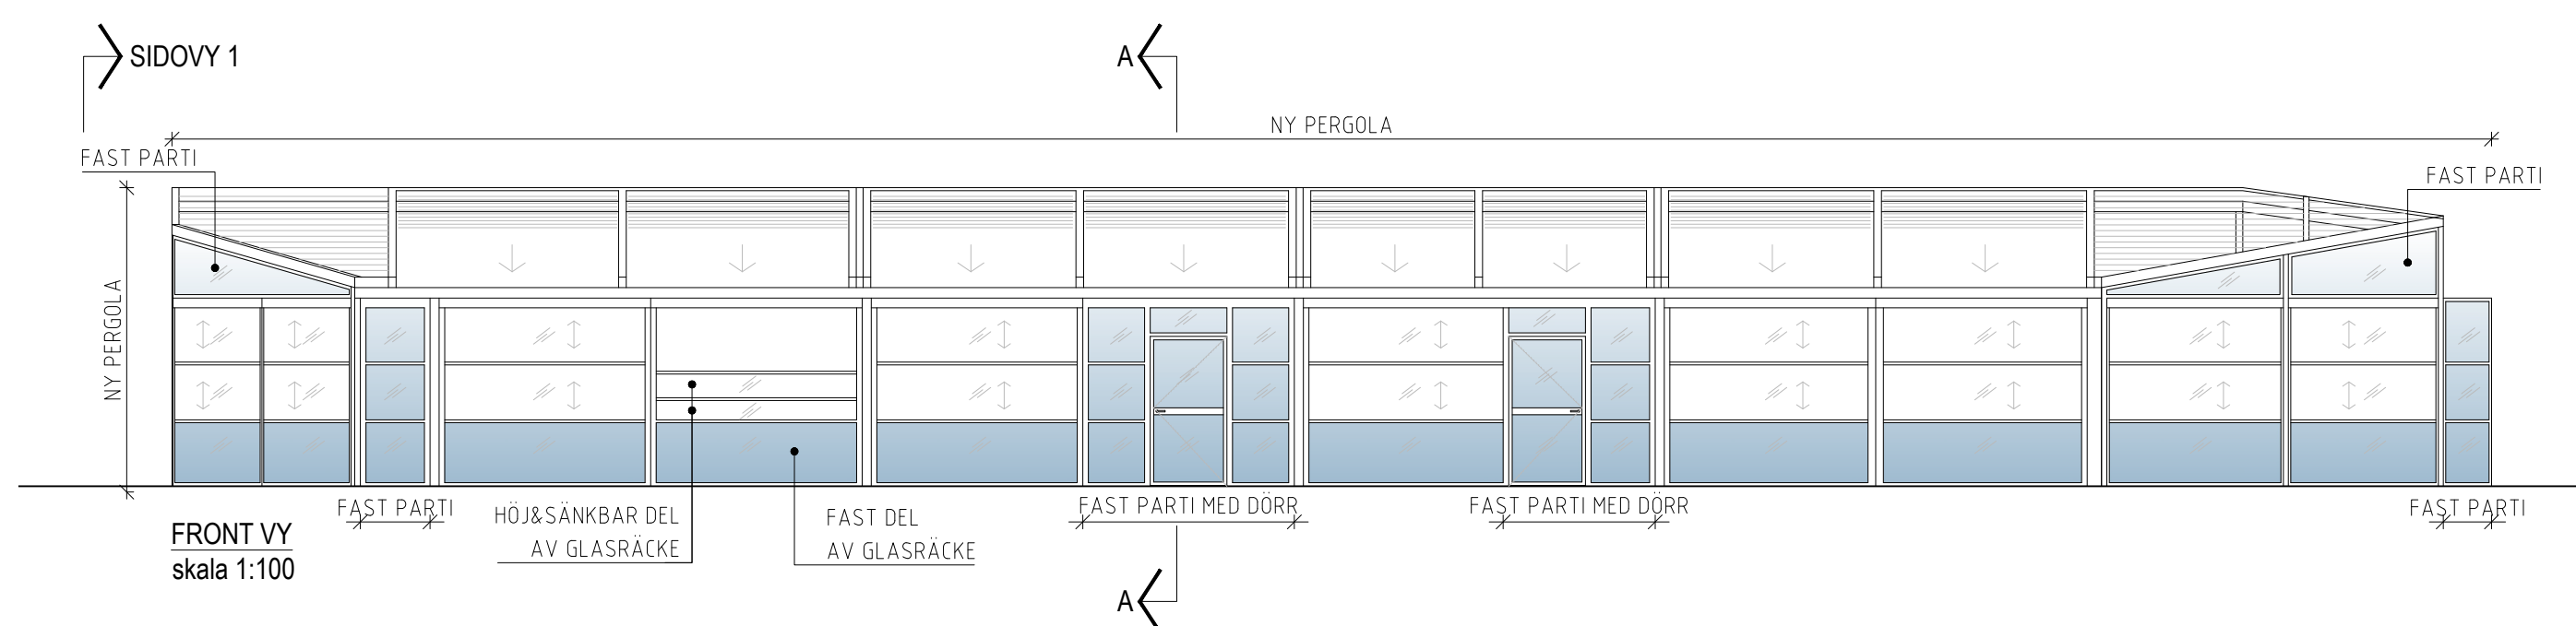 SIDOVY 1
A
NY PERGOLA
FAST PARTI
FAST PARTI
NY PERGOLA
FAST PARTI
HÖJ&SÄNKBAR DEL
AV GLASRÄCKE
FAST DEL
AV GLASRÄCKE
FAST PARTI MED DÖRR
FAST PARTI MED DÖRR
FAST PARTI
FRONT VY
skala 1:100
A